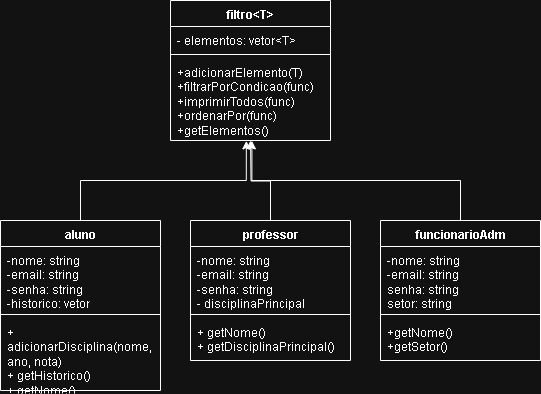 filtro<T>
- elementos: vetor<T>
+adicionarElemento(T)
+filtrarPorCondicao(func)
+imprimirTodos(func)
+ordenarPor(func)
+getElementos()
aluno
-nome: string
-email: string
-senha: string
-historico: vetor
+
adicionarDisciplina(nome,
ano, nota)
+ getHistorico()
+ getNome()
professor
-nome: string
-email: string
-senha: string
- disciplinaPrincipal
+ getNome()
+ getDisciplinaPrincipal()
funcionarioAdm
-nome: string
-email: string
senha: string
setor: string
+getNome()
+getSetor()